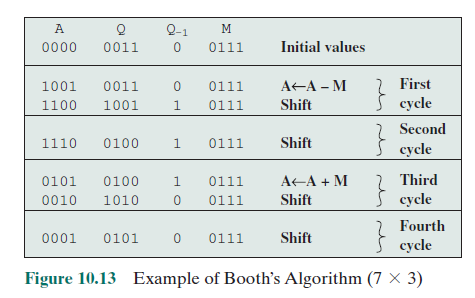 A Q Q-1 M
0000 0011 0 0111 Initial values
1001 0011 0 0111 A←A – M First
1100 1001 1 0111 Shift cycle
1110 0100 1 0111 Shift Second cycle
0101 0100 1 0111 A←A + M Third
0010 1010 0 0111 Shift cycle
0001 0101 0 0111 Shift Fourth cycle
Figure 10.13 Example of Booth's Algorithm (7 × 3)